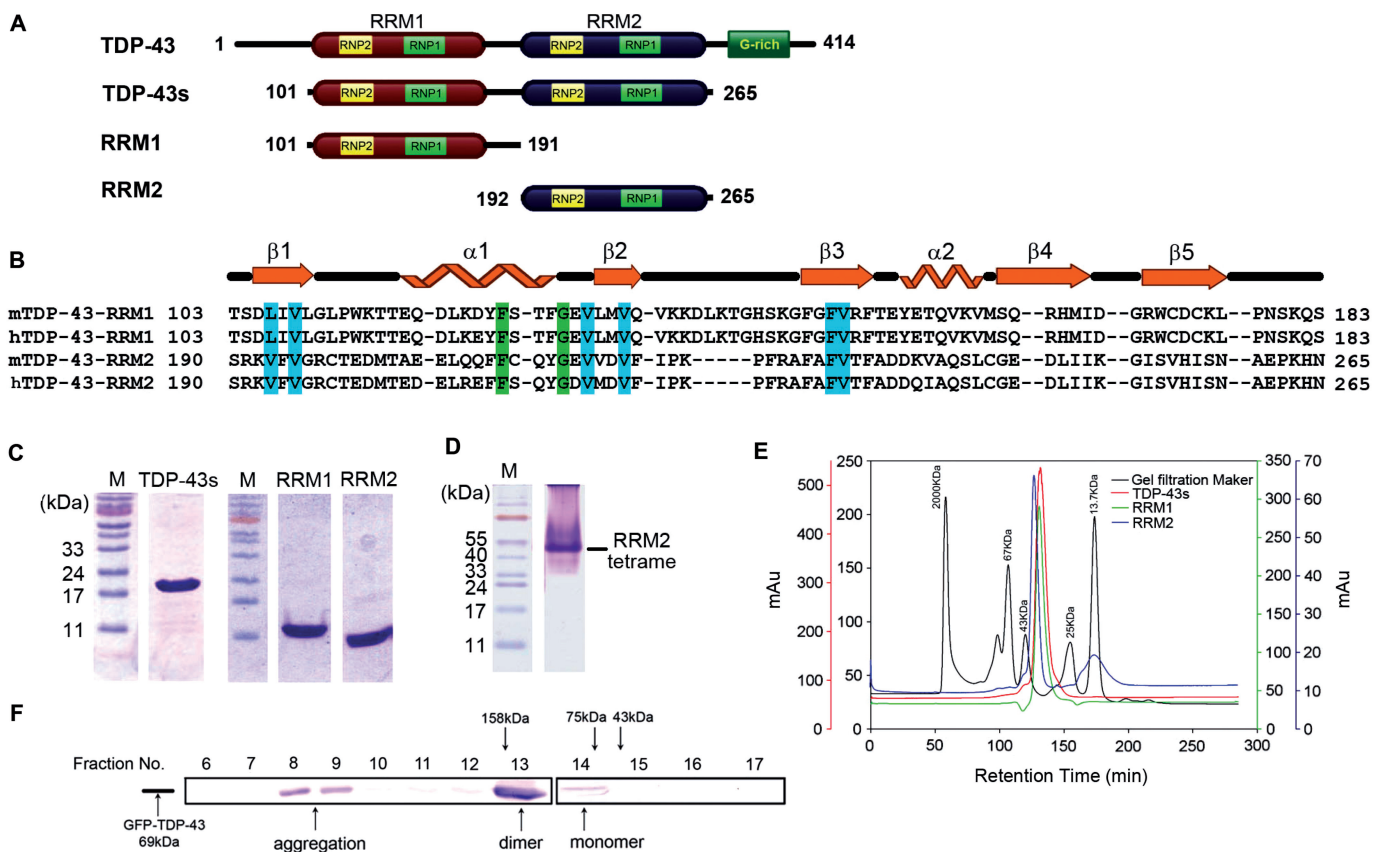 A
RRM1 RRM2
TDP-43 1 RNP2 RNP1 RNP2 RNP1 G-rich 414
TDP-43s 101 RNP2 RNP1 RNP2 RNP1 265
RRM1 101 RNP2 RNP1 191
RRM2 192 RNP2 RNP1 265
B
β1 α1 β2 β3 α2 β4 β5
mTDP-43-RRM1 103 TSDLIVLGLPWKTTEQ-DLKDYFS-TFGEVLMVQ-VKKDLKTGHSKGFGFVRFTEYETQVKVMSQ--RHMID--GRWCDCKL--PNSKQS 183
hTDP-43-RRM1 103 TSDLIVLGLPWKTTEQ-DLKDYFS-TFGEVLMVQ-VKKDLKTGHSKGFGFVRFTEYETQVKVMSQ--RHMID--GRWCDCKL--PNSKQS 183
mTDP-43-RRM2 190 SRKVFVGRCTEDMTAE-ELQQFFCQYGEVVDVF-IPK-----PFRAFAFVTFADDKVAQSLCGE--DLIIK--GISVHISN--AEPKHN 265
hTDP-43-RRM2 190 SRKVFVGRCTEDMTED-ELREFFS-QYGDVMDVF-IPK-----PFRAFAFVTFADDQIAQSLCGE--DLIIK--GISVHISN--AEPKHN 265
C
M TDP-43s M RRM1 RRM2
(kDa)
33
24
17
11
D
M
(kDa)
55
40
33
24
17
11
RRM2
tetrame
E
250 350 70
500 200 300 60
400 250 50
150
300 200 40
mAu mAu
100 150 30
200
100 20
100 50 50 10
0 0 0 0
2000KDa
67KDa
43KDa
25KDa
13.7KDa
Gel filtration Maker
TDP-43s
RRM1
RRM2
0 50 100 150 200 250 300
Retention Time (min)
F
158kDa 75kDa 43kDa
Fraction No. 6 7 8 9 10 11 12 13 14 15 16 17
GFP-TDP-43
69kDa
aggregation dimer monomer